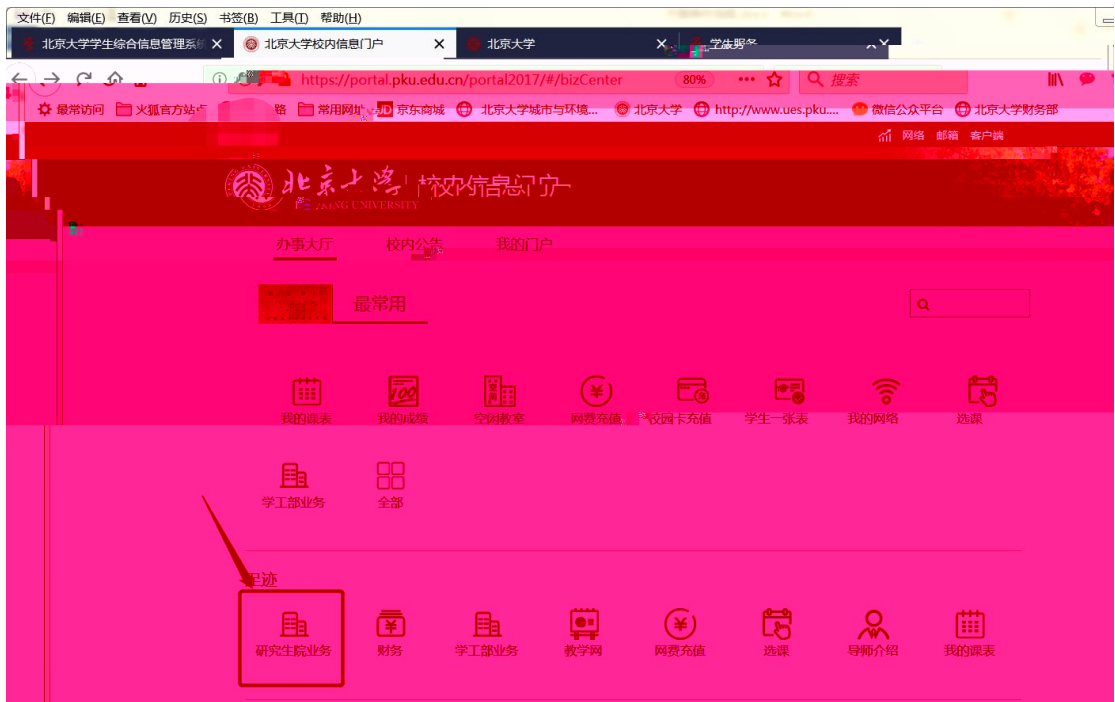 文件(F) 编辑(E) 查看(V) 历史(S) 书签(B) 工具(T) 帮助(H)
北京大学学生综合信息管理系统 北京大学校内信息门户 北京大学
https://portal.pku.edu.cn/portal2017/#/bizCenter 80% 搜索
最常访问 火狐官方站点 路 常用网址 JD 京东商城 北京大学城市与环境... 北京大学 http://www.ues.pku.... 微信公众平台 北京大学财务部
网络 邮箱 客户端
北京大学 校内信息门户
UNIVERSITY
办事大厅 校内公告 我的门户
最常用
我的课表 我的成绩 空闲教室 网费充值 校园卡充值 学生一张表 我的网络 选课
学工部业务 全部
足迹
研究生院业务 财务 学工部业务 教学网 网费充值 选课 导师介绍 我的课表